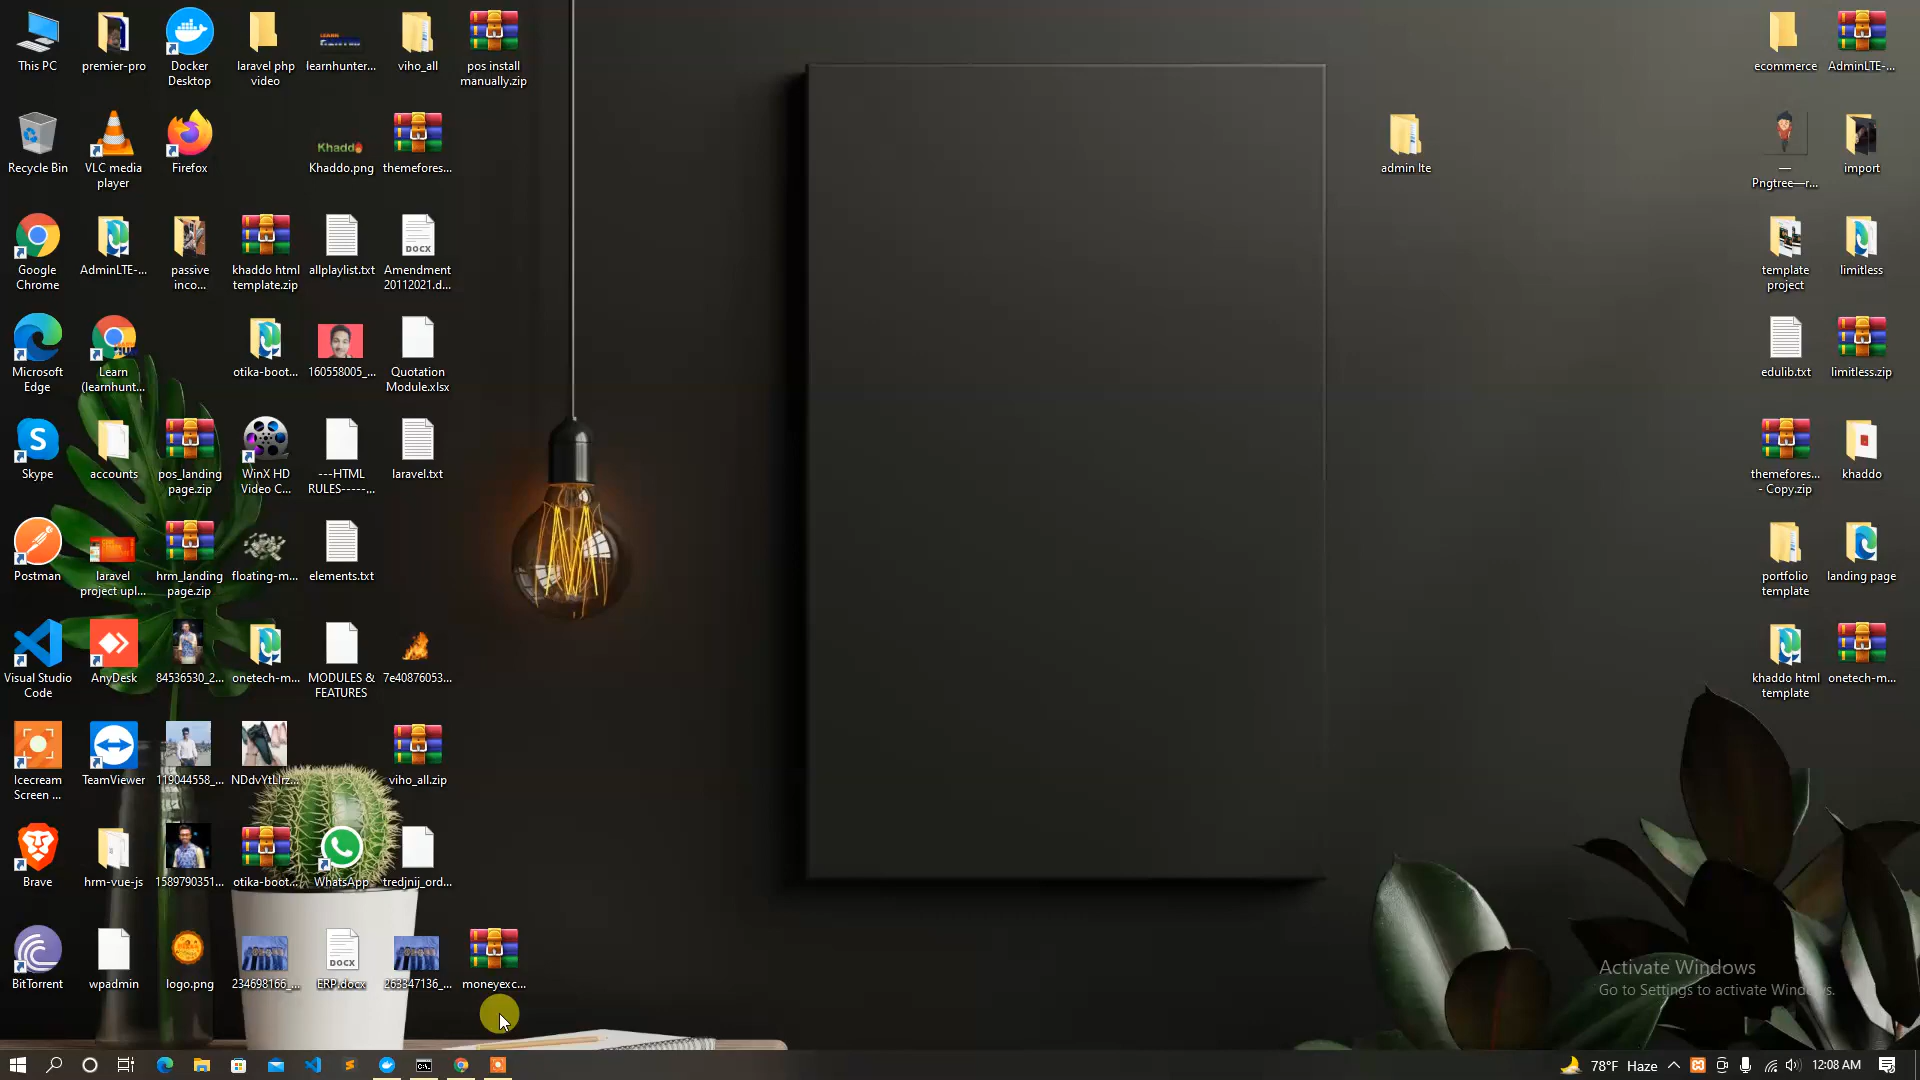 This PC
premier-pro
Docker
Desktop
laravel php
video
learnhunter...
viho_all
pos install
manually.zip
ecommerce
AdminLTE-...
Recycle Bin
VLC media
player
Firefox
Khaddo
Khaddo.png
themefores...
admin lte
—
Pngtree—r...
import
Google
Chrome
AdminLTE-...
passive
inco...
khaddo html
template.zip
allplaylist.txt
DOCX
Amendment
20112021.d...
template
project
limitless
Microsoft
Edge
Learn
(learnhunt...
otika-boot...
160558005_...
Quotation
Module.xlsx
edulib.txt
limitless.zip
Skype
accounts
pos_landing
page.zip
WinX HD
Video C...
---HTML
RULES-----...
laravel.txt
themefores...
- Copy.zip
khaddo
Postman
laravel
project upl...
hrm_landing
page.zip
floating-m...
elements.txt
portfolio
template
landing page
Visual Studio
Code
AnyDesk
84536530_2...
onetech-m...
MODULES &
FEATURES
7e40876053...
khaddo html
template
onetech-m...
Icecream
Screen ...
TeamViewer
119044558_...
NDdvYtLIrz...
viho_all.zip
Brave
hrm-vue-js
1589790351...
otika-boot...
WhatsApp
tredjnij_ord...
BitTorrent
wpadmin
logo.png
234698166_...
DOCX
ERP.docx
263347136_...
moneyexc...
Activate Windows
Go to Settings to activate Windows.
78°F Haze
12:08 AM